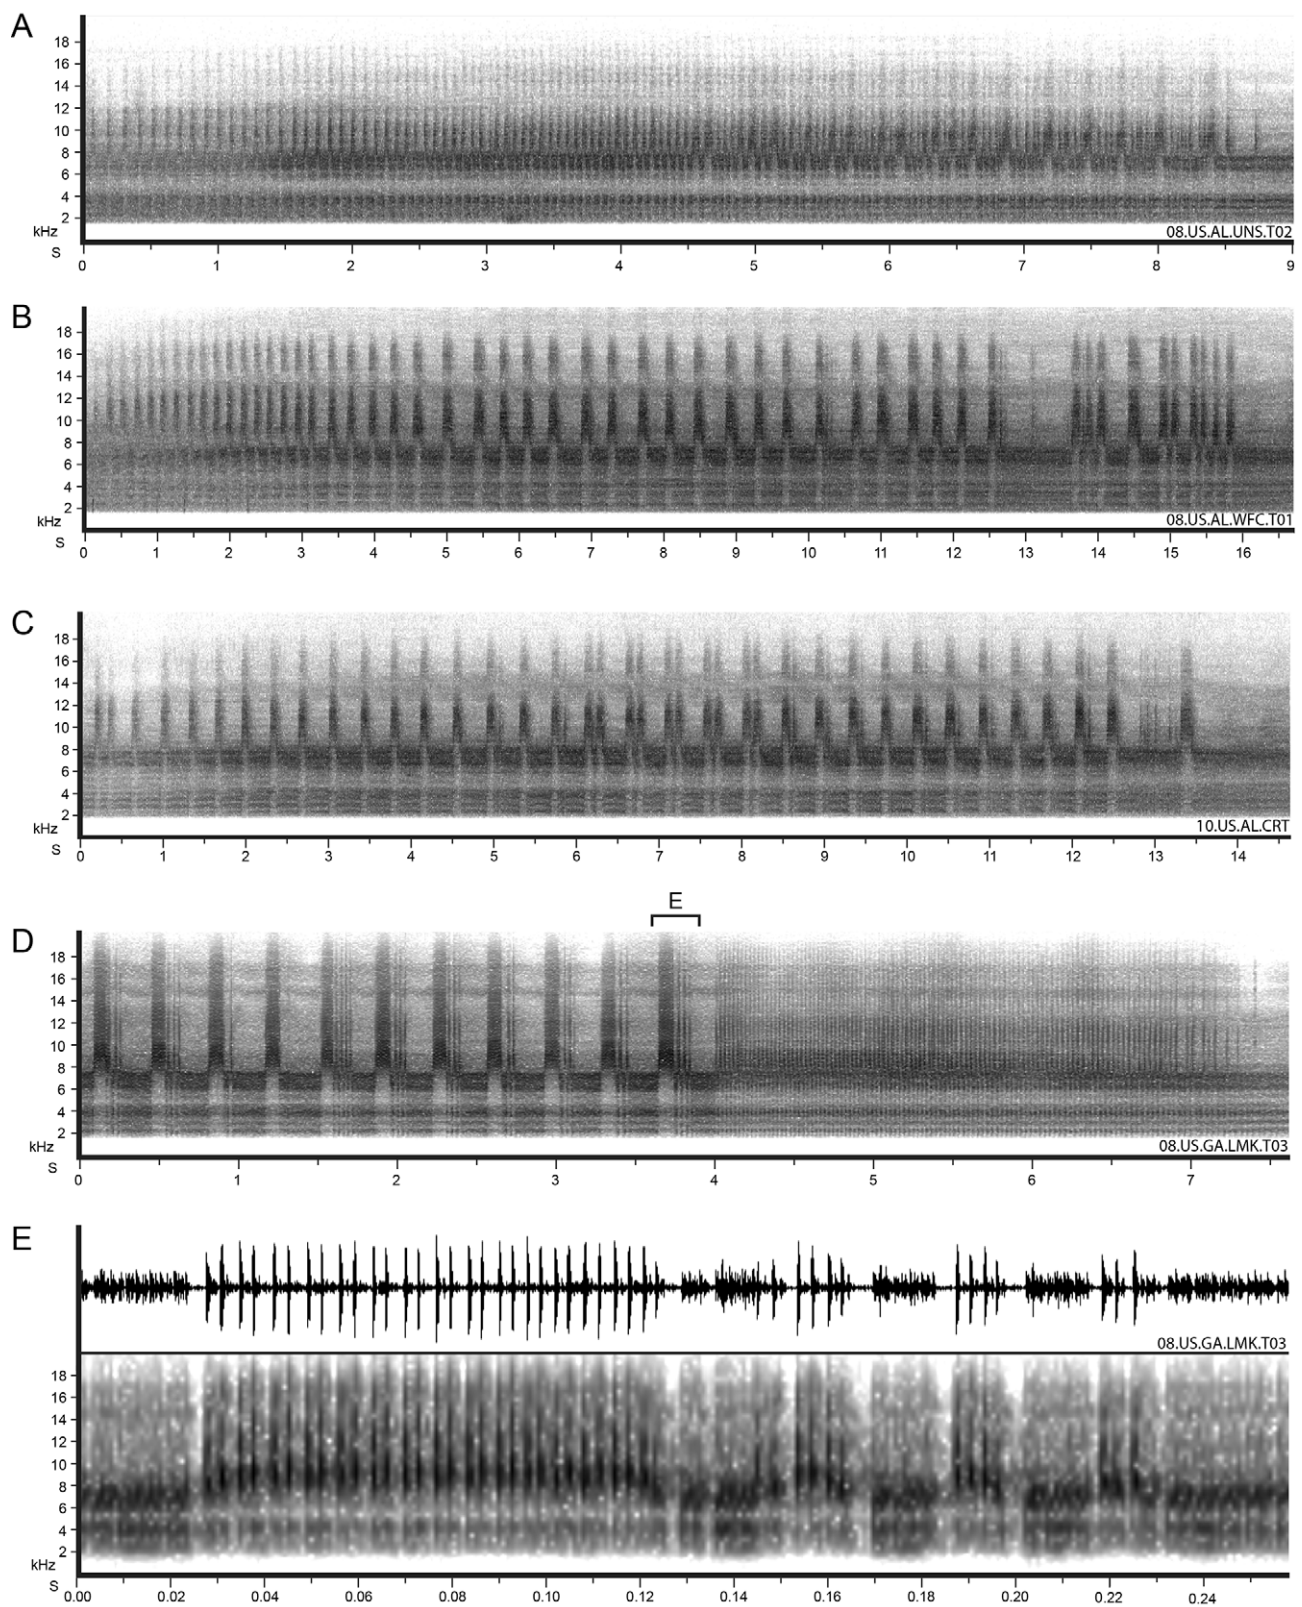 A
18
16
14
12
10
8
6
4
2
kHz
08.US.AL.UNS.T02
S
0 1 2 3 4 5 6 7 8 9
B
18
16
14
12
10
8
6
4
2
kHz
08.US.AL.WFC.T01
S
0 1 2 3 4 5 6 7 8 9 10 11 12 13 14 15 16
C
18
16
14
12
10
8
6
4
2
kHz
10.US.AL.CRT
S
0 1 2 3 4 5 6 7 8 9 10 11 12 13 14
E
D
18
16
14
12
10
8
6
4
2
kHz
08.US.GA.LMK.T03
S
0 1 2 3 4 5 6 7
E
08.US.GA.LMK.T03
18
16
14
12
10
8
6
4
2
kHz
S
0.00 0.02 0.04 0.06 0.08 0.10 0.12 0.14 0.16 0.18 0.20 0.22 0.24